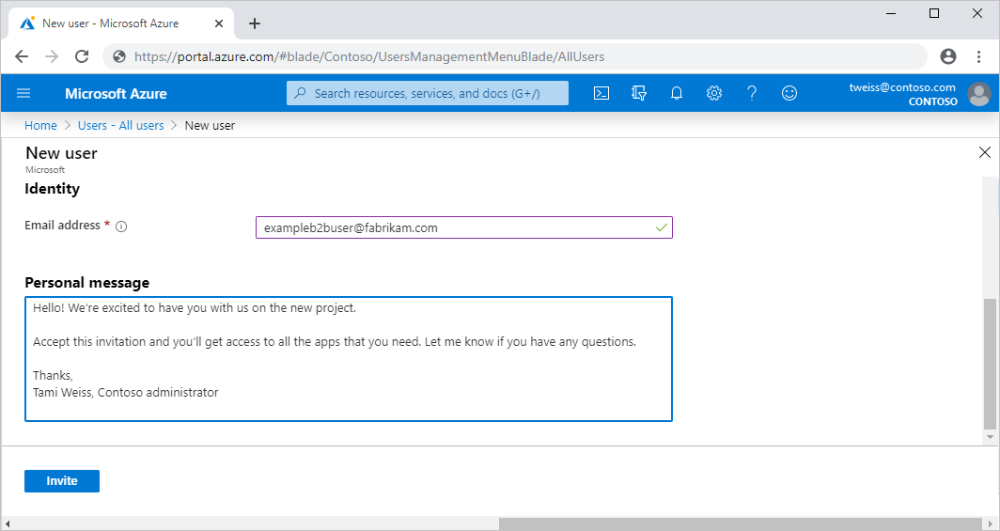 New user - Microsoft Azure
https://portal.azure.com/#blade/Contoso/UsersManagementMenuBlade/AllUsers
Microsoft Azure
Search resources, services, and docs (G+/)
tweiss@contoso.com
CONTOSO
Home > Users - All users > New user
New user
Microsoft
Identity
Email address *
exampleb2buser@fabrikam.com
Personal message
Hello! We’re excited to have you with us on the new project.
Accept this invitation and you’ll get access to all the apps that you need. Let me know if you have any questions.
Thanks,
Tami Weiss, Contoso administrator
Invite